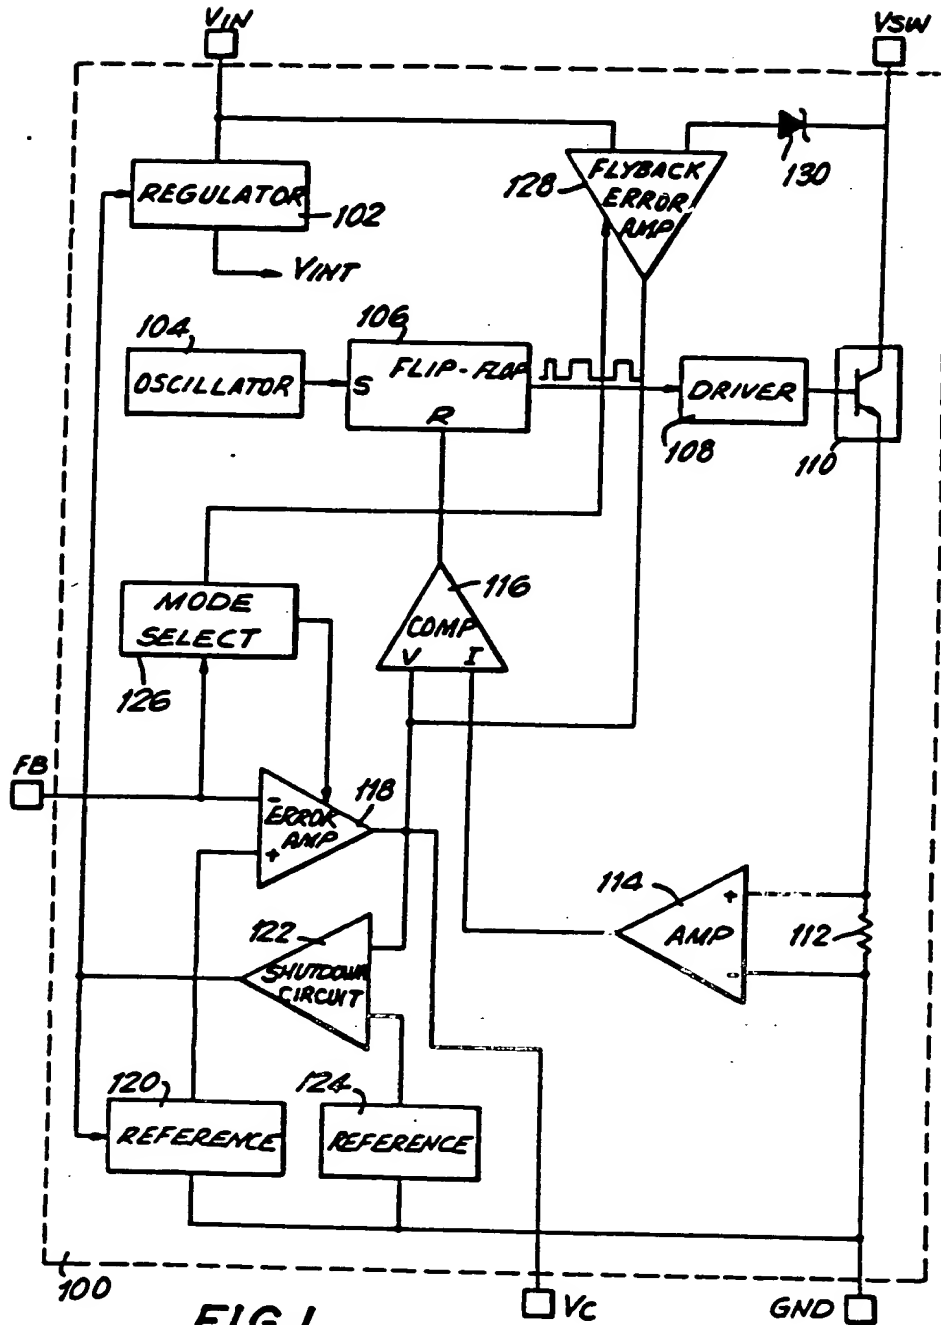 VIN
VSW
REGULATOR
102
VINT
128
FLYBACK
ERROR
AMP
130
104
OSCILLATOR
106
FLIP-FLOP
S
R
DRIVER
108
110
MODE
SELECT
126
116
COMP
V I
FB
-
ERROR
AMP
+
118
114
+
AMP
-
112
122
SHUTDOWN
CIRCUIT
120
REFERENCE
124
REFERENCE
100
FIG.1
VC
GND